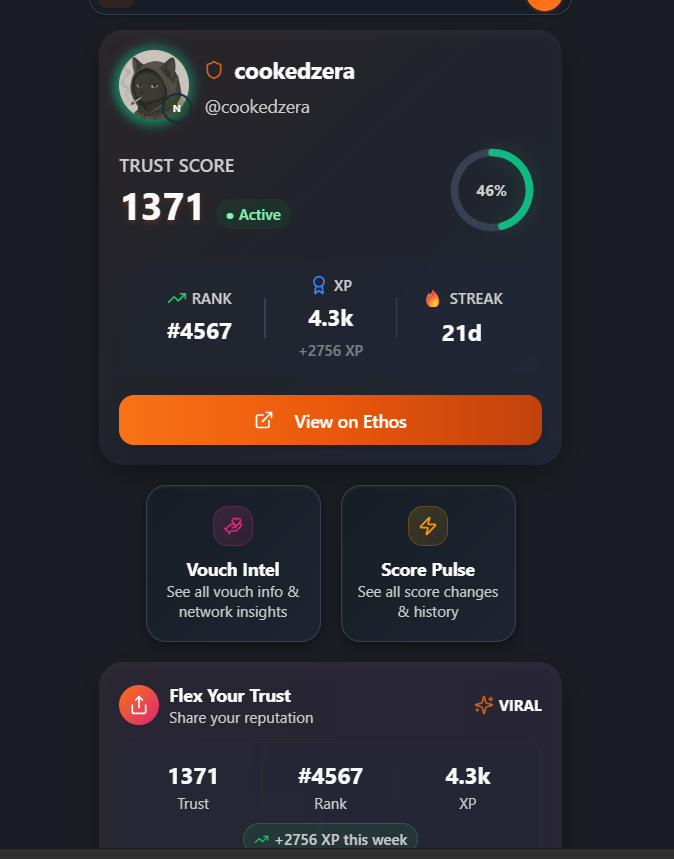 cookedzera
N
@cookedzera
TRUST SCORE
1371
Active
46%
RANK
#4567
XP
4.3k
+2756 XP
STREAK
21d
View on Ethos
Vouch Intel
See all vouch info &
network insights
Score Pulse
See all score changes
& history
Flex Your Trust
Share your reputation
VIRAL
1371
Trust
#4567
Rank
4.3k
XP
+2756 XP this week